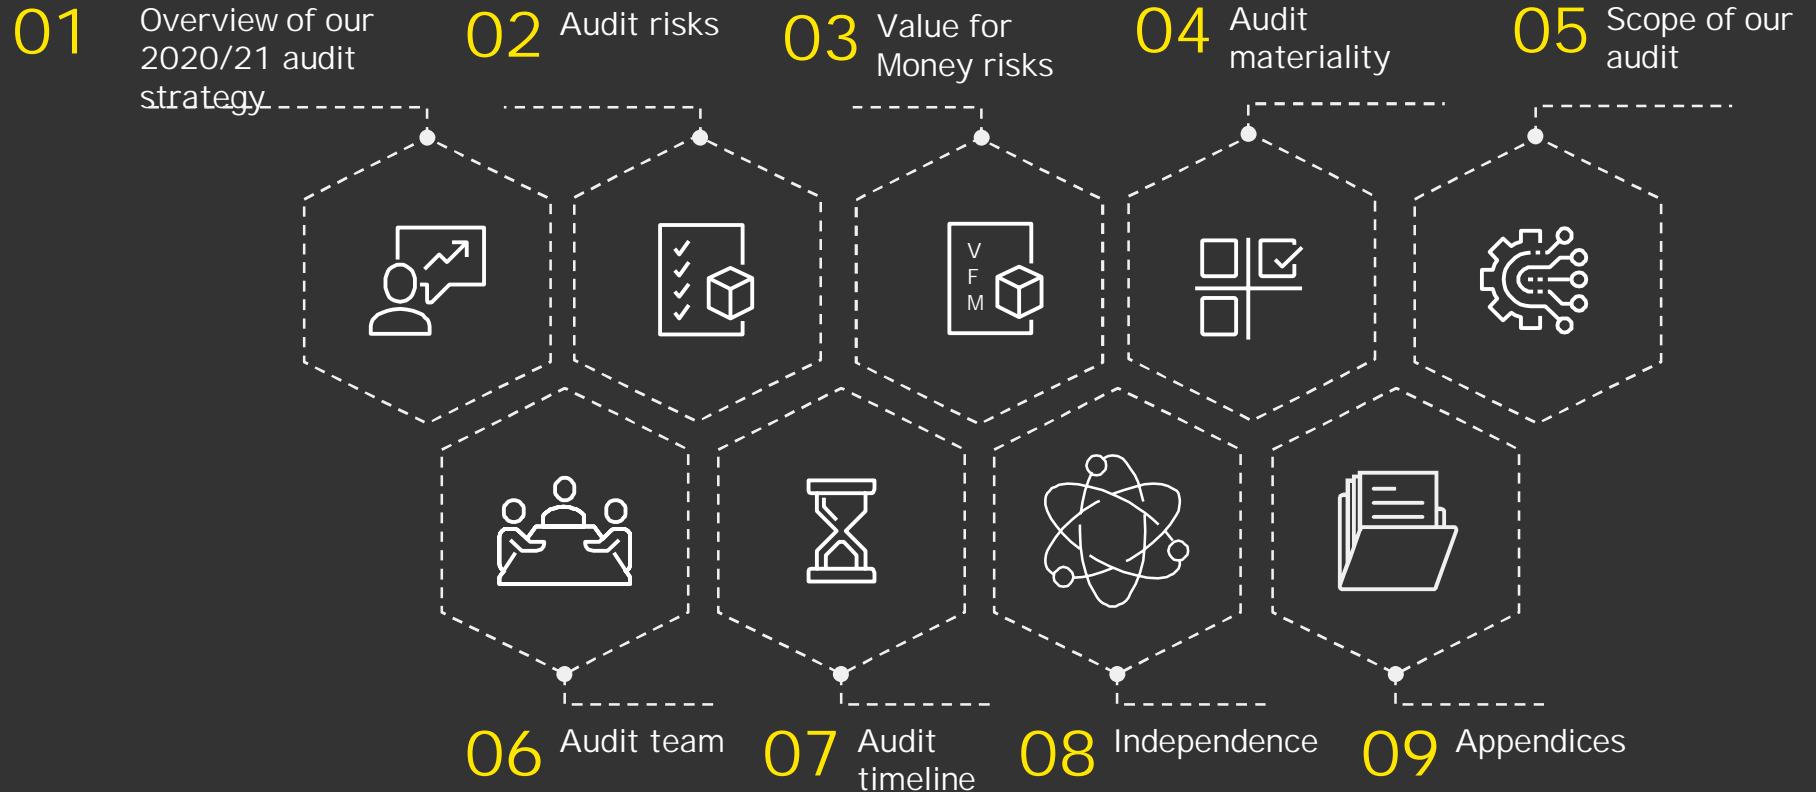 01
Overview of our
2020/21 audit
strategy
02
Audit risks
03
Value for
Money risks
04
Audit
materiality
05
Scope of our
audit
V
F
M
06
Audit team
07
Audit
timeline
08
Independence
09
Appendices